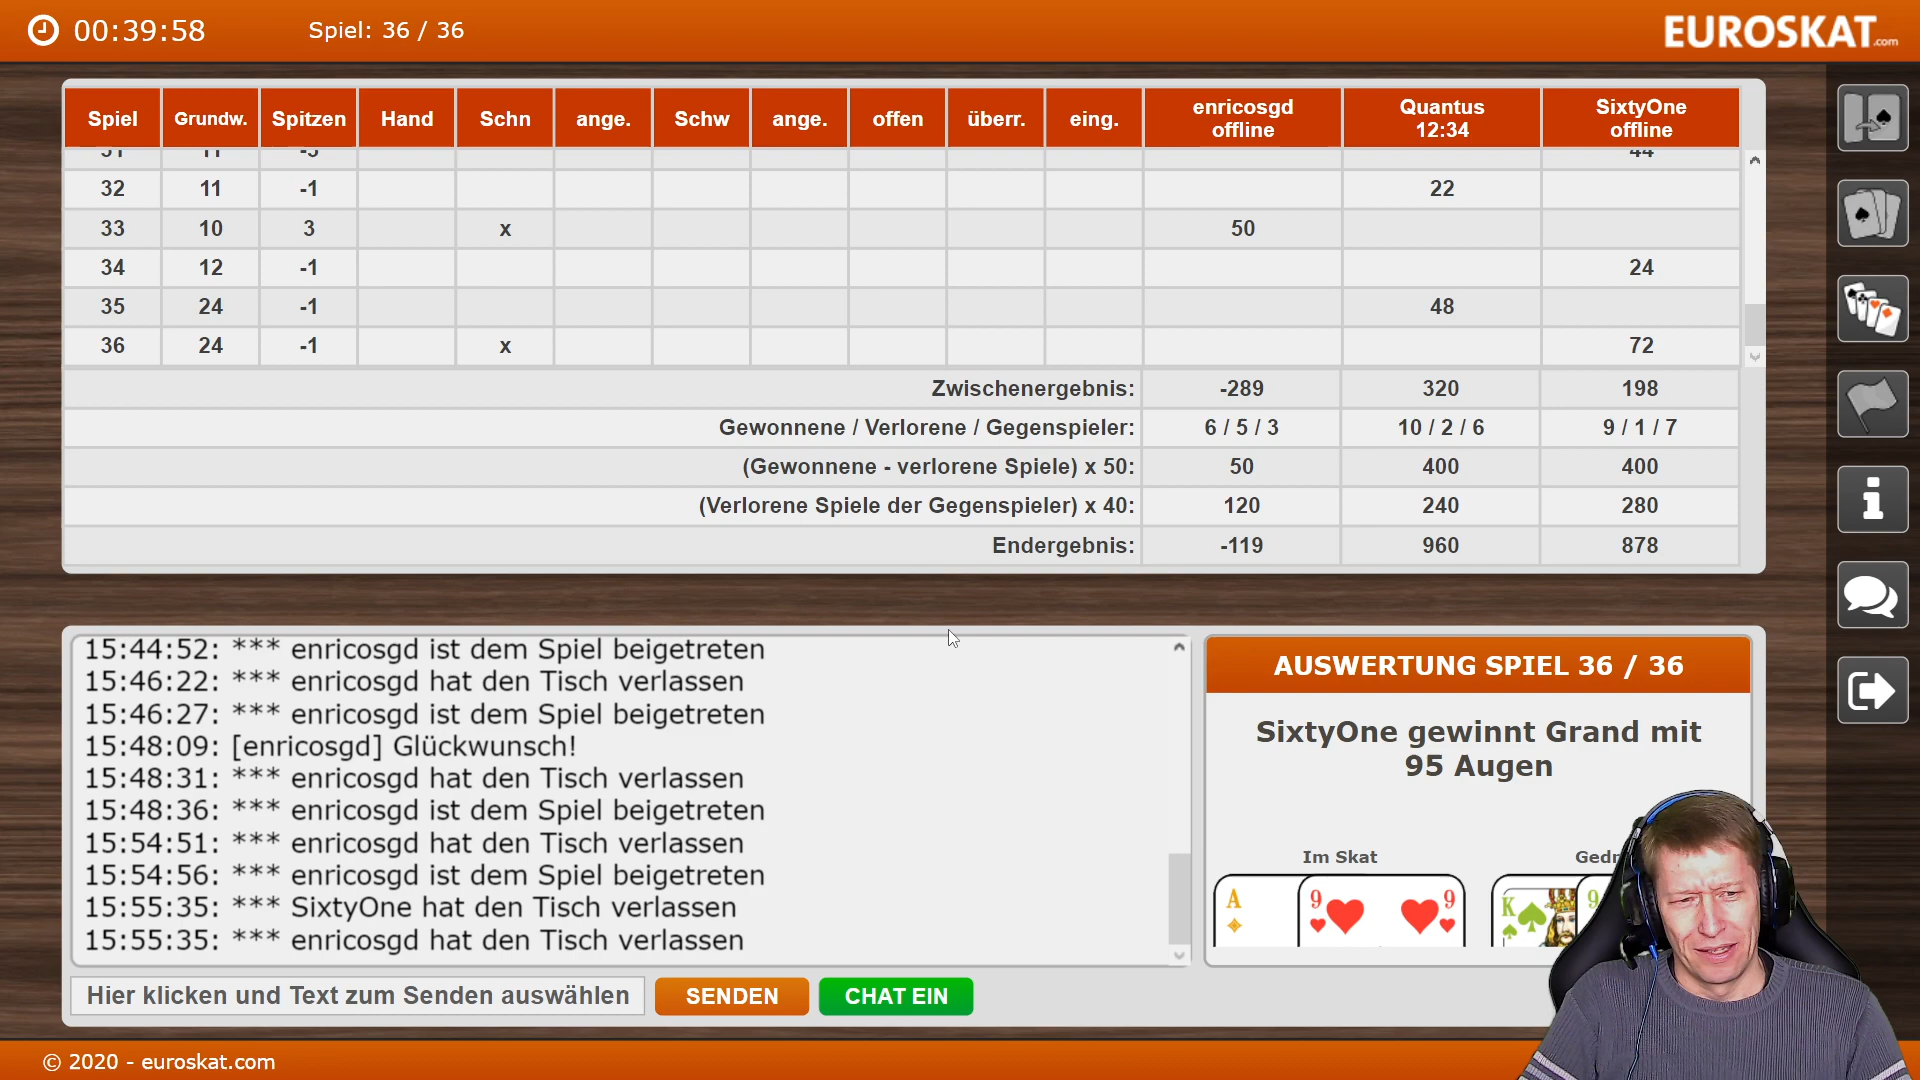 00:39:58 Spiel: 36 / 36 EUROSKAT.com
Spiel Grundw. Spitzen Hand Schn ange. Schw ange. offen überr. eing. enricosgd offline Quantus 12:34 SixtyOne offline
31 11 -3 44
32 11 -1 22
33 10 3 x 50
34 12 -1 24
35 24 -1 48
36 24 -1 x 72
Zwischenergebnis: -289 320 198
Gewonnene / Verlorene / Gegenspieler: 6 / 5 / 3 10 / 2 / 6 9 / 1 / 7
(Gewonnene - verlorene Spiele) x 50: 50 400 400
(Verlorene Spiele der Gegenspieler) x 40: 120 240 280
Endergebnis: -119 960 878
15:44:52: *** enricosgd ist dem Spiel beigetreten
15:46:22: *** enricosgd hat den Tisch verlassen
15:46:27: *** enricosgd ist dem Spiel beigetreten
15:48:09: [enricosgd] Glückwunsch!
15:48:31: *** enricosgd hat den Tisch verlassen
15:48:36: *** enricosgd ist dem Spiel beigetreten
15:54:51: *** enricosgd hat den Tisch verlassen
15:54:56: *** enricosgd ist dem Spiel beigetreten
15:55:35: *** SixtyOne hat den Tisch verlassen
15:55:35: *** enricosgd hat den Tisch verlassen
Hier klicken und Text zum Senden auswählen SENDEN CHAT EIN
AUSWERTUNG SPIEL 36 / 36
SixtyOne gewinnt Grand mit
95 Augen
Im Skat
A 9 9 K 9
© 2020 - euroskat.com